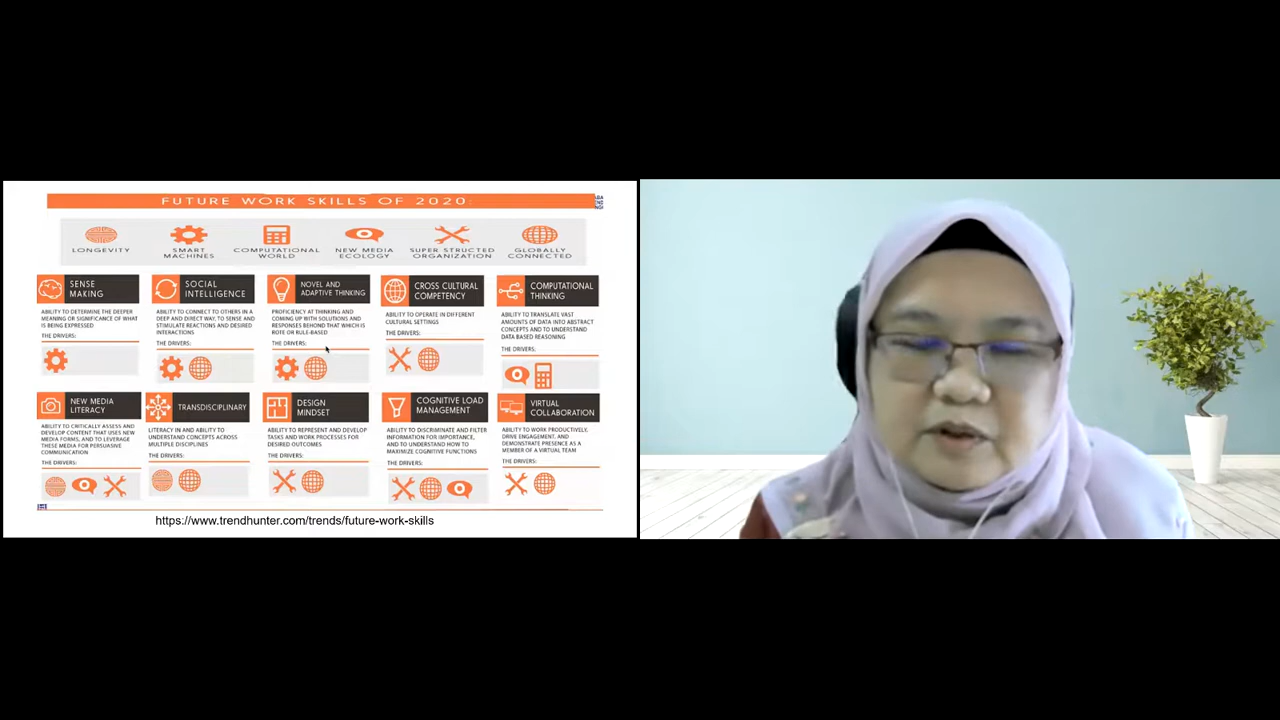 FUTURE WORK SKILLS OF 2020:
LONGEVITY
SMART
MACHINES
COMPUTATIONAL
WORLD
NEW MEDIA
ECOLOGY
SUPER STRUCTED
ORGANIZATION
GLOBALLY
CONNECTED
SENSE
MAKING
ABILITY TO DETERMINE THE DEEPER
MEANING OR SIGNIFICANCE OF WHAT
IS BEING EXPRESSED
THE DRIVERS:
SOCIAL
INTELLIGENCE
ABILITY TO CONNECT TO OTHERS IN A
DEEP AND DIRECT WAY, TO SENSE AND
STIMULATE REACTIONS AND DESIRED
INTERACTIONS
THE DRIVERS:
NOVEL AND
ADAPTIVE THINKING
PROFICIENCY AT THINKING AND
COMING UP WITH SOLUTIONS AND
RESPONSES BEHOND THAT WHICH IS
ROTE OR RULE-BASED
THE DRIVERS:
CROSS CULTURAL
COMPETENCY
ABILITY TO OPERATE IN DIFFERENT
CULTURAL SETTINGS
THE DRIVERS:
COMPUTATIONAL
THINKING
ABILITY TO TRANSLATE VAST
AMOUNTS OF DATA INTO ABSTRACT
CONCEPTS AND TO UNDERSTAND
DATA BASED REASONING
THE DRIVERS:
NEW MEDIA
LITERACY
ABILITY TO CRITICALLY ASSESS AND
DEVELOP CONTENT THAT USES NEW
MEDIA FORMS, AND TO LEVERAGE
THESE MEDIA FOR PERSUASIVE
COMMUNICATION
THE DRIVERS:
TRANSDISCIPLINARY
LITERACY IN AND ABILITY TO
UNDERSTAND CONCEPTS ACROSS
MULTIPLE DISCIPLINES
THE DRIVERS:
DESIGN
MINDSET
ABILITY TO REPRESENT AND DEVELOP
TASKS AND WORK PROCESSES FOR
DESIRED OUTCOMES
THE DRIVERS:
COGNITIVE LOAD
MANAGEMENT
ABILITY TO DISCRIMINATE AND FILTER
INFORMATION FOR IMPORTANCE,
AND TO UNDERSTAND HOW TO
MAXIMIZE COGNITIVE FUNCTIONS
THE DRIVERS:
VIRTUAL
COLLABORATION
ABILITY TO WORK PRODUCTIVELY,
DRIVE ENGAGEMENT, AND
DEMONSTRATE PRESENCE AS A
MEMBER OF A VIRTUAL TEAM
THE DRIVERS:
https://www.trendhunter.com/trends/future-work-skills